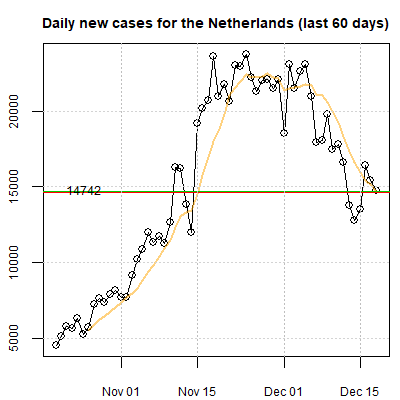 Daily new cases for the Netherlands (last 60 days)
20000
15000
14742
10000
5000
Nov 01 Nov 15 Dec 01 Dec 15